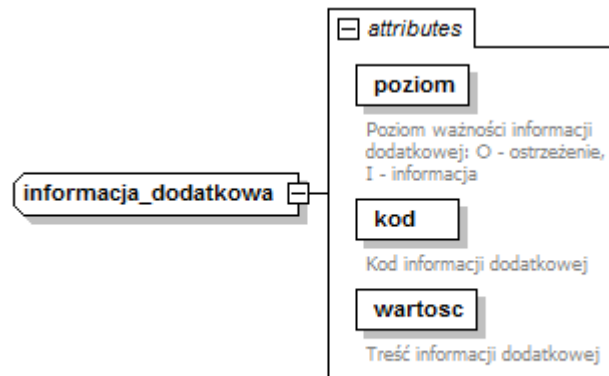 attributes
poziom
Poziom ważności informacji
dodatkowej: O - ostrzeżenie,
I - informacja
informacja_dodatkowa
kod
Kod informacji dodatkowej
wartosc
Treść informacji dodatkowej